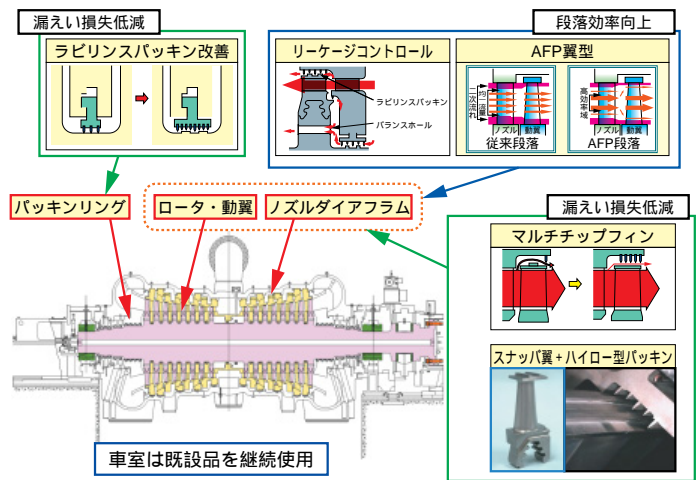 漏えい損失低減
ラビリンスパッキン改善
段落効率向上
リーケージコントロール
ラビリンスパッキン
バランスホール
AFP翼型
二次流れ
均一流量
ノズル
動翼
従来段落
高効率域
ノズル
動翼
AFP段落
パッキンリング
ロータ・動翼
ノズルダイアフラム
漏えい損失低減
マルチチップフィン
スナッバ翼+ハイロー型パッキン
車室は既設品を継続使用